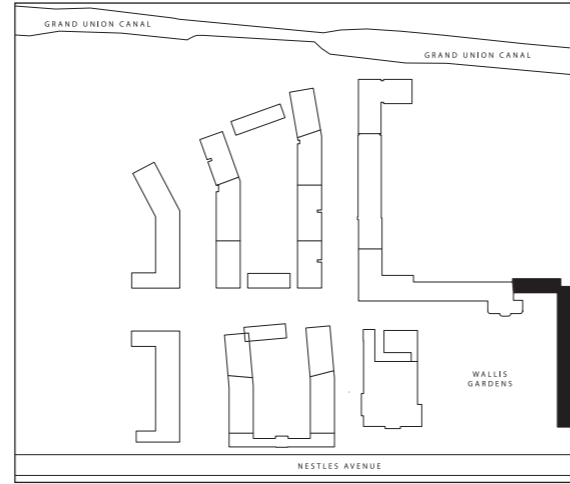 GRAND UNION CANAL
GRAND UNION CANAL
WALLIS
GARDENS
NESTLES AVENUE